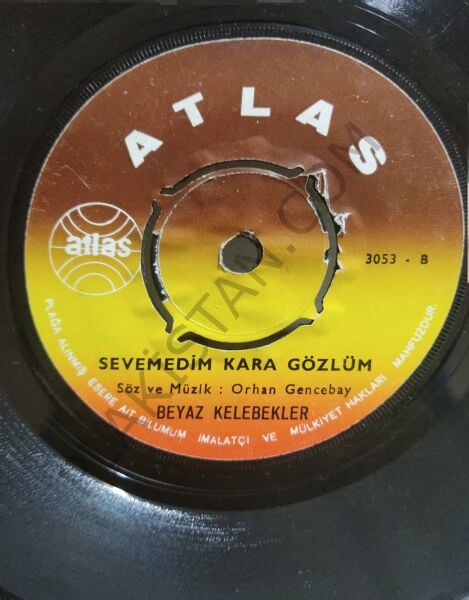 ATLAS
atlas
3053 - B
SEVEMEDİM KARA GÖZLÜM
Söz ve Müzik : Orhan Gencebay
BEYAZ KELEBEKLER
PLAĞA ALINMIŞ ESERE AİT BİLUMUM İMALATÇI VE MÜLKİYET HAKLARI MAHFUZDUR.